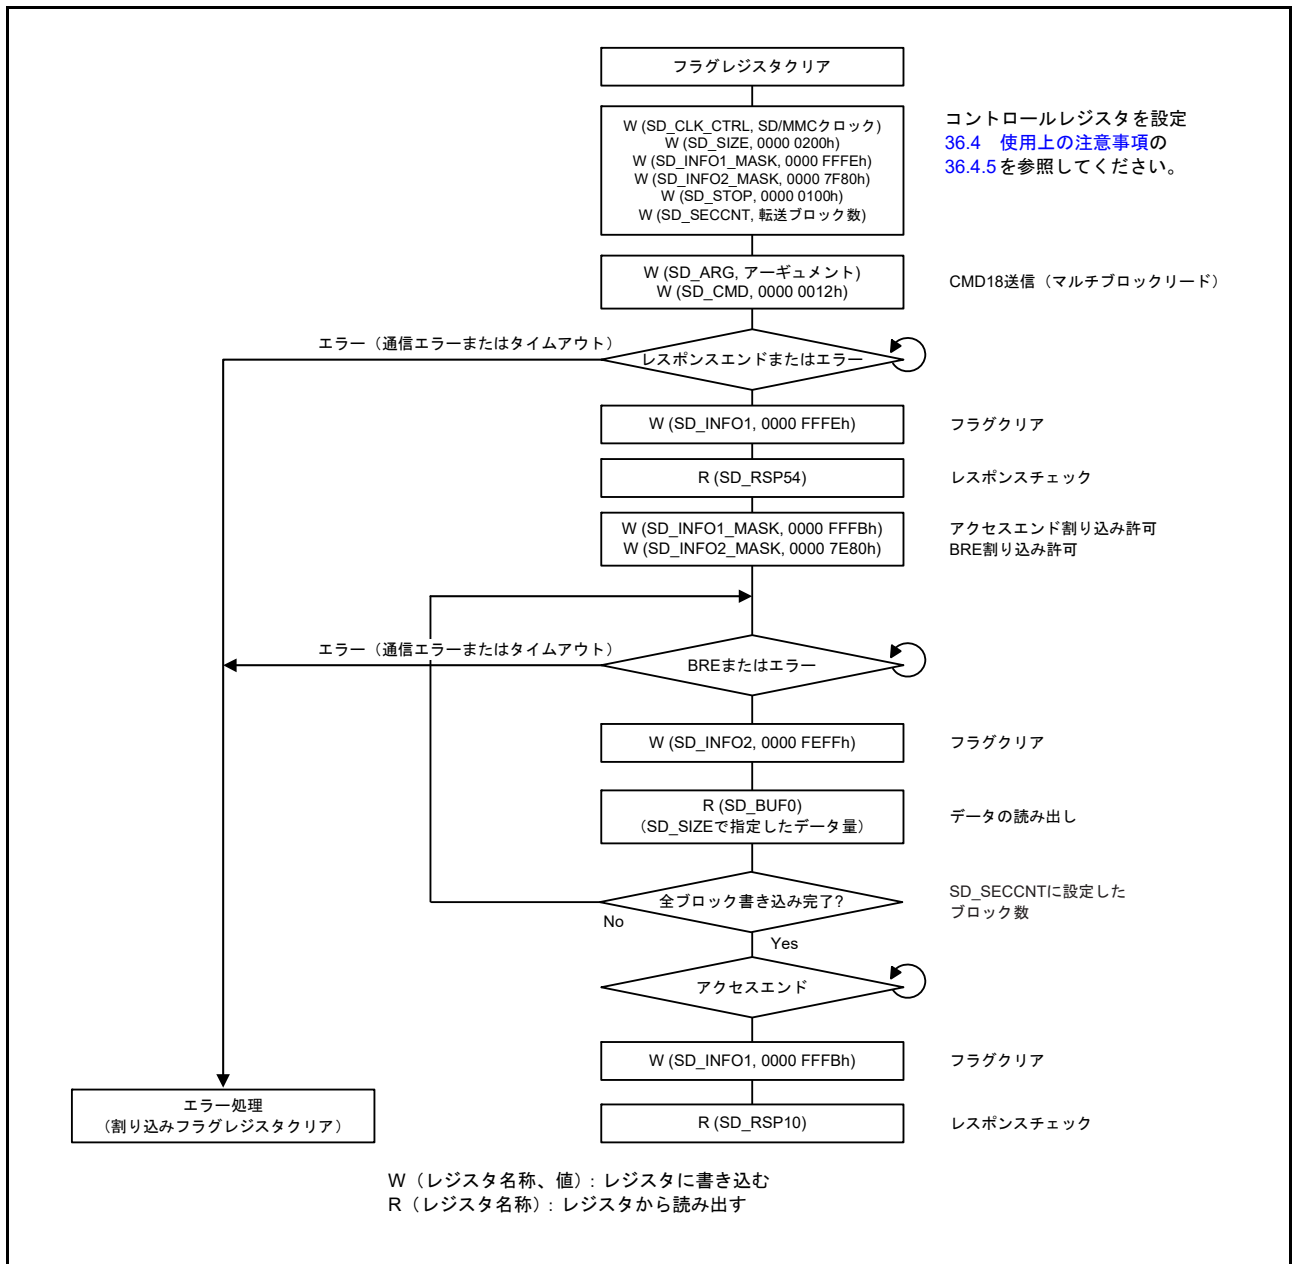 フラグレジスタクリア
W (SD_CLK_CTRL, SD/MMCクロック)
W (SD_SIZE, 0000 0200h)
W (SD_INFO1_MASK, 0000 FFFEh)
W (SD_INFO2_MASK, 0000 7F80h)
W (SD_STOP, 0000 0100h)
W (SD_SECCNT, 転送ブロック数)
コントロールレジスタを設定
36.4 使用上の注意事項の
36.4.5を参照してください。
W (SD_ARG, アーギュメント)
W (SD_CMD, 0000 0012h)
CMD18送信（マルチブロックリード）
エラー（通信エラーまたはタイムアウト）
レスポンスエンドまたはエラー
W (SD_INFO1, 0000 FFFEh)
フラグクリア
R (SD_RSP54)
レスポンスチェック
W (SD_INFO1_MASK, 0000 FFFBh)
W (SD_INFO2_MASK, 0000 7E80h)
アクセスエンド割り込み許可
BRE割り込み許可
エラー（通信エラーまたはタイムアウト）
BREまたはエラー
W (SD_INFO2, 0000 FEFFh)
フラグクリア
R (SD_BUF0)
（SD_SIZEで指定したデータ量）
データの読み出し
全ブロック書き込み完了?
SD_SECCNTに設定した
ブロック数
No
Yes
アクセスエンド
W (SD_INFO1, 0000 FFFBh)
フラグクリア
エラー処理
（割り込みフラグレジスタクリア）
R (SD_RSP10)
レスポンスチェック
W（レジスタ名称、値）: レジスタに書き込む
R（レジスタ名称）: レジスタから読み出す